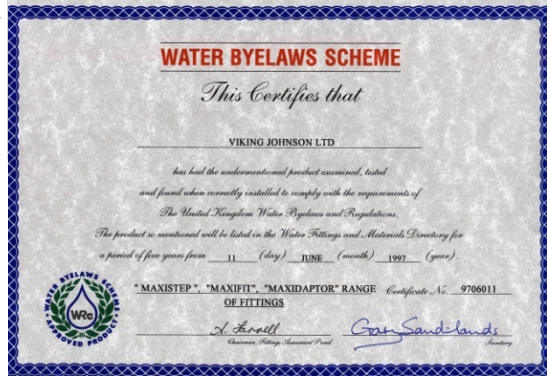 WATER BYELAWS SCHEME
This Certifies that
VIKING JOHNSON LTD
has had the undermentioned product examined, tested
and found when correctly installed to comply with the requirements of
The United Kingdom Water Byelaws and Regulations.
The product so mentioned will be listed in the Water Fittings and Materials Directory for
a period of five years from 11 (day) JUNE (month) 1997 (year).
" MAXISTEP ", "MAXIFIT", "MAXIDAPTOR" RANGE
OF FITTINGS
Certificate No. 9706011
WATER BYELAWS SCHEME
WRc
APPROVED PRODUCT
A. Farrell
Chairman, Fittings Assessment Panel
Gary Sandilands
Secretary